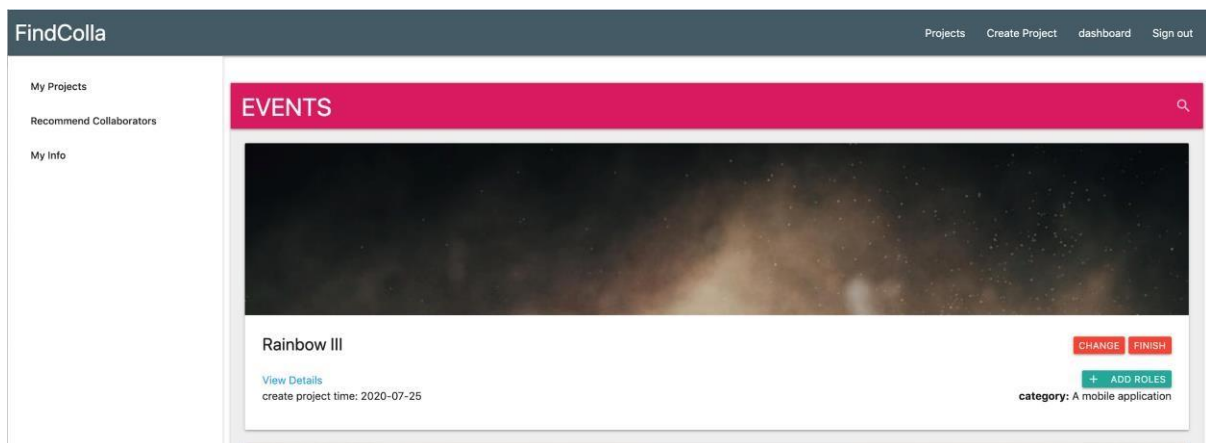 FindColla
Projects Create Project dashboard Sign out
My Projects
Recommend Collaborators
My Info
EVENTS
Rainbow III
CHANGE FINISH
View Details
+ ADD ROLES
create project time: 2020-07-25
category: A mobile application